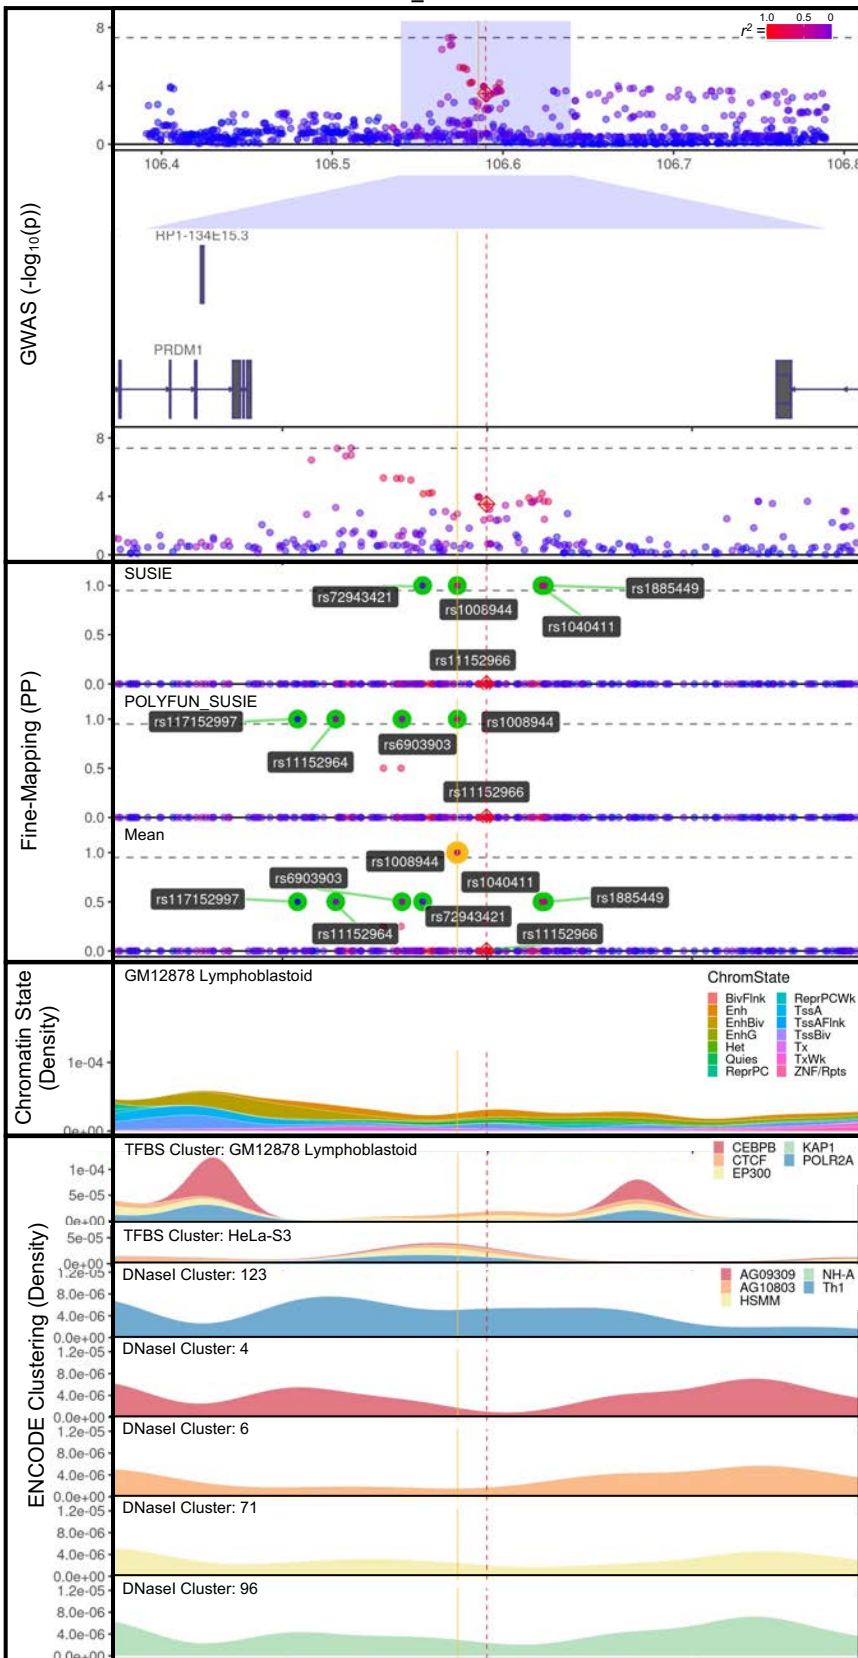 8
r² =
1.0 0.5 0
4
0
106.4 106.5 106.6 106.7 106.8
GWAS (-log₁₀(p))
RP1-134E15.3
PRDM1
8
4
0
Fine-Mapping (PP)
SUSIE
1.0
rs72943421
rs1008944
rs1885449
rs1040411
0.5
rs11152966
0.0
POLYFUN_SUSIE
1.0
rs117152997
rs1008944
rs6903903
rs11152964
0.5
rs11152966
0.0
Mean
1.0
rs1008944
rs6903903
rs1040411
rs117152997
0.5
rs1885449
rs72943421
rs11152964
rs11152966
0.0
Chromatin State
(Density)
GM12878 Lymphoblastoid
ChromState
BivFlnk ReprPCWk
Enh TssA
EnhBiv TssAFlnk
EnhG TssBiv
Het Tx
Quies TxWk
ReprPC ZNF/Rpts
1e-04
0e+00
ENCODE Clustering (Density)
TFBS Cluster: GM12878 Lymphoblastoid
CEBPB KAP1
CTCF POLR2A
EP300
1e-04
5e-05
0e+00
TFBS Cluster: HeLa-S3
5e-05
0e+00
DNaseI Cluster: 123
AG09309 NH-A
AG10803 Th1
HSMM
1.2e-05
8.0e-06
4.0e-06
0.0e+00
DNaseI Cluster: 4
1.2e-05
8.0e-06
4.0e-06
0.0e+00
DNaseI Cluster: 6
1.2e-05
8.0e-06
4.0e-06
0.0e+00
DNaseI Cluster: 71
1.2e-05
8.0e-06
4.0e-06
0.0e+00
DNaseI Cluster: 96
1.2e-05
8.0e-06
4.0e-06
0.0e+00